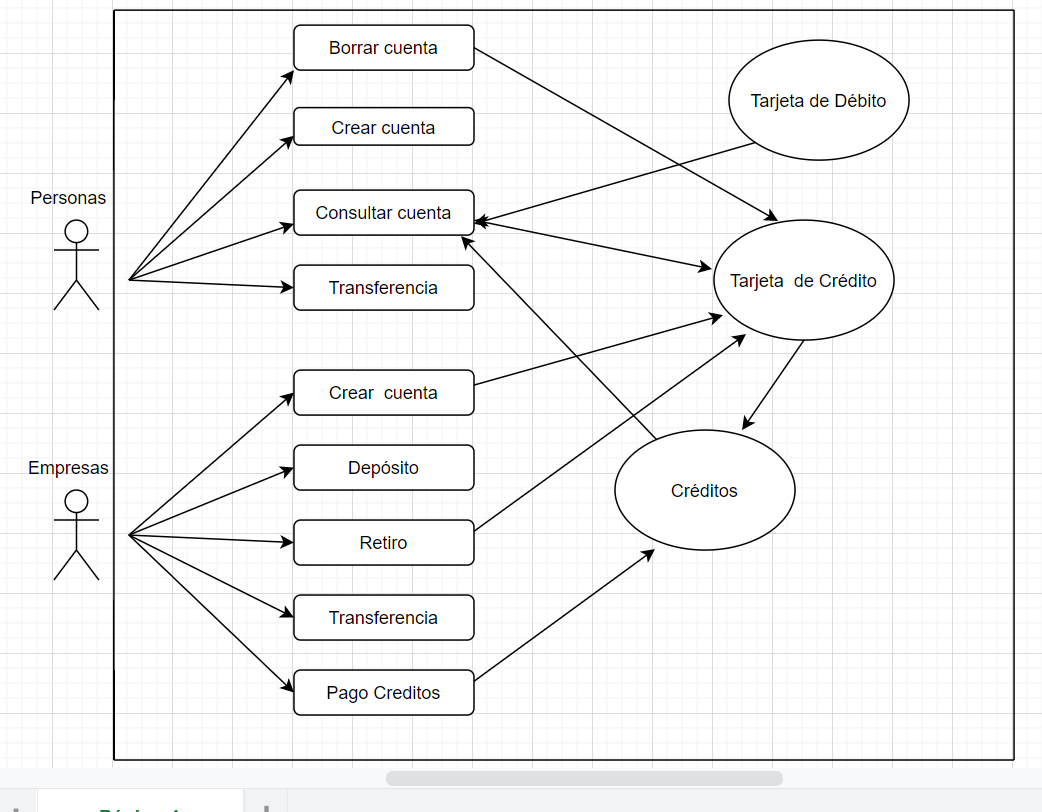 Borrar cuenta
Tarjeta de Débito
Crear cuenta
Personas
Consultar cuenta
Transferencia
Tarjeta  de Crédito
Crear  cuenta
Empresas
Depósito
Créditos
Retiro
Transferencia
Pago Creditos